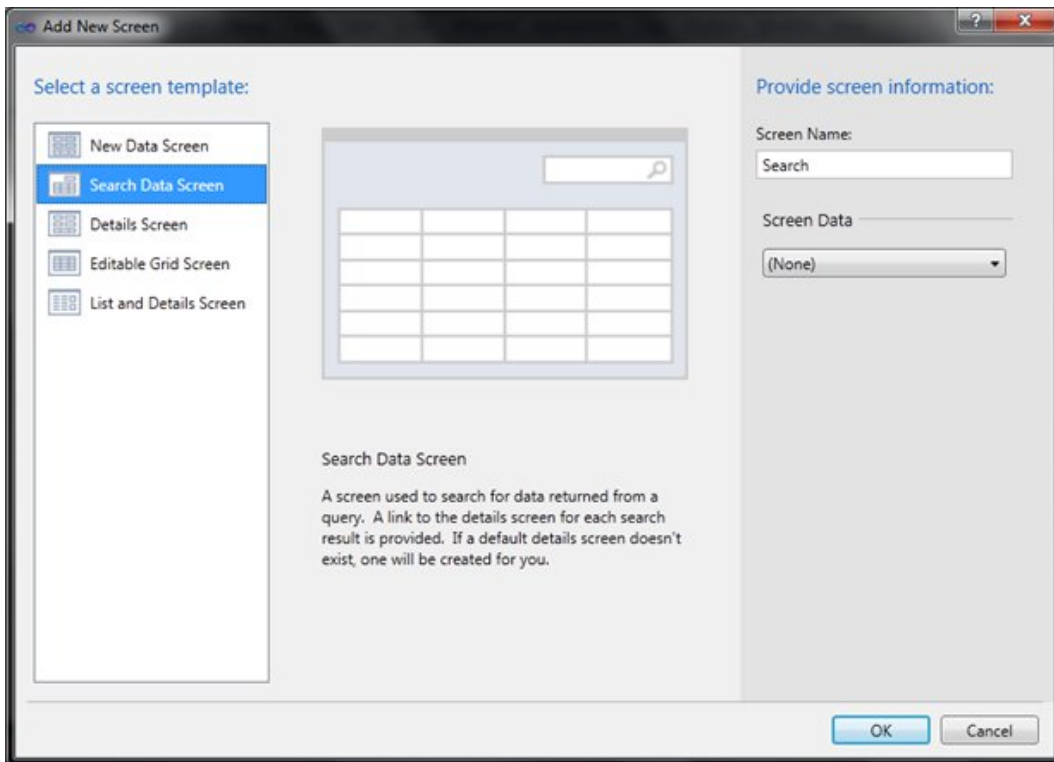 Add New Screen
?
Select a screen template:
New Data Screen
Search Data Screen
Details Screen
Editable Grid Screen
List and Details Screen
Search Data Screen
A screen used to search for data returned from a
query. A link to the details screen for each search
result is provided. If a default details screen doesn't
exist, one will be created for you.
Provide screen information:
Screen Name:
Search
Screen Data
(None)
OK
Cancel